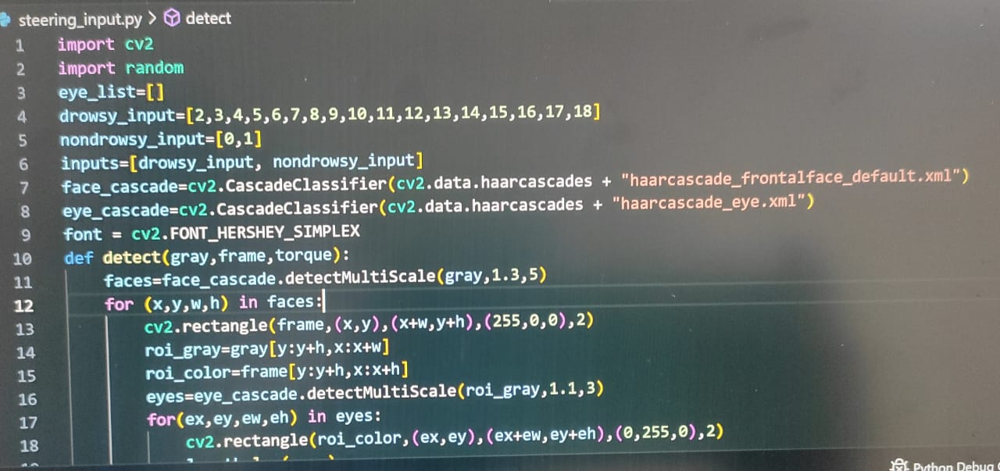 steering_input.py > detect
1 import cv2
2 import random
3 eye_list=[]
4 drowsy_input=[2,3,4,5,6,7,8,9,10,11,12,13,14,15,16,17,18]
5 nondrowsy_input=[0,1]
6 inputs=[drowsy_input, nondrowsy_input]
7 face_cascade=cv2.CascadeClassifier(cv2.data.haarcascades + "haarcascade_frontalface_default.xml")
8 eye_cascade=cv2.CascadeClassifier(cv2.data.haarcascades + "haarcascade_eye.xml")
9 font = cv2.FONT_HERSHEY_SIMPLEX
10 def detect(gray,frame,torque):
11 faces=face_cascade.detectMultiScale(gray,1.3,5)
12 for (x,y,w,h) in faces:
13 cv2.rectangle(frame,(x,y),(x+w,y+h),(255,0,0),2)
14 roi_gray=gray[y:y+h,x:x+w]
15 roi_color=frame[y:y+h,x:x+h]
16 eyes=eye_cascade.detectMultiScale(roi_gray,1.1,3)
17 for(ex,ey,ew,eh) in eyes:
18 cv2.rectangle(roi_color,(ex,ey),(ex+ew,ey+eh),(0,255,0),2)
Python Debug